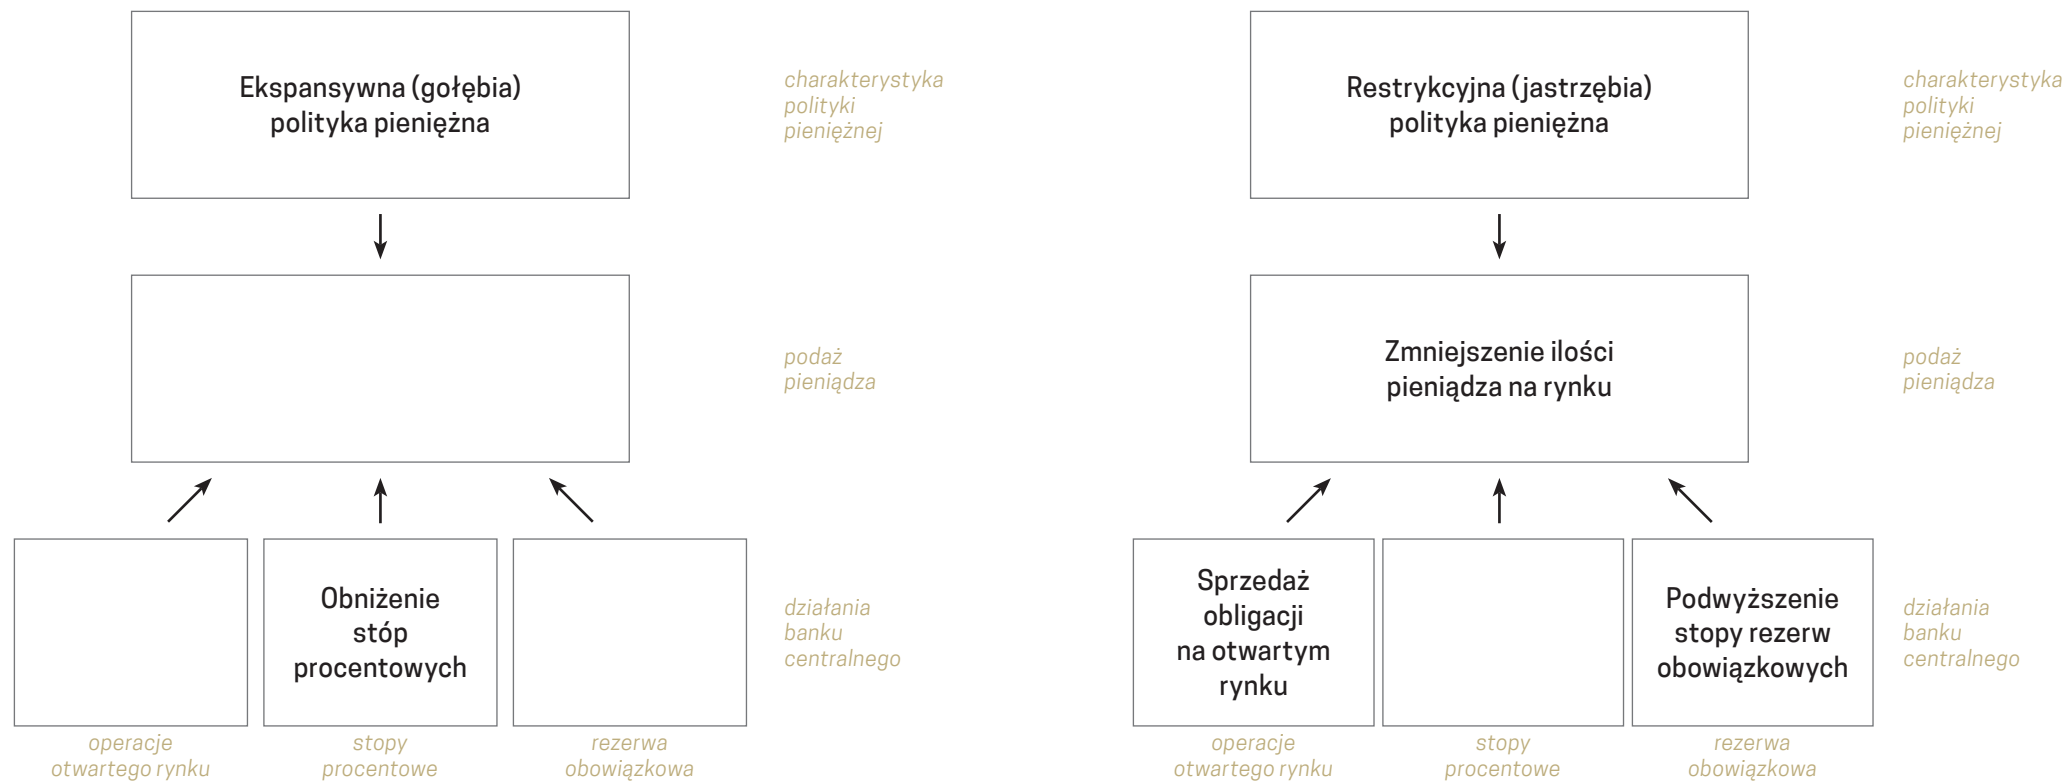 Ekspansywna (gołębia)
polityka pieniężna
charakterystyka
polityki
pieniężnej
podaż
pieniądza
Obniżenie
stóp
procentowych
działania
banku
centralnego
operacje
otwartego rynku
stopy
procentowe
rezerwa
obowiązkowa
Restrykcyjna (jastrzębia)
polityka pieniężna
charakterystyka
polityki
pieniężnej
Zmniejszenie ilości
pieniądza na rynku
podaż
pieniądza
Sprzedaż
obligacji
na otwartym
rynku
Podwyższenie
stopy rezerw
obowiązkowych
działania
banku
centralnego
operacje
otwartego rynku
stopy
procentowe
rezerwa
obowiązkowa